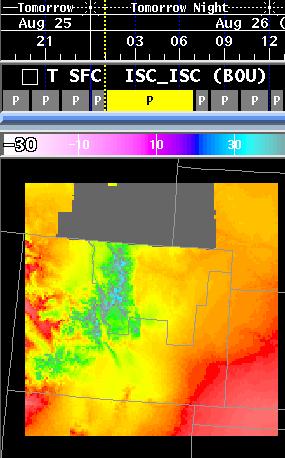 Tomorrow Tomorrow Night
Aug 25 Aug 26 (
21 03 06 09 12
T SFC ISC_ISC (BOU)
P P P P P P P P P
-30 -10 10 30